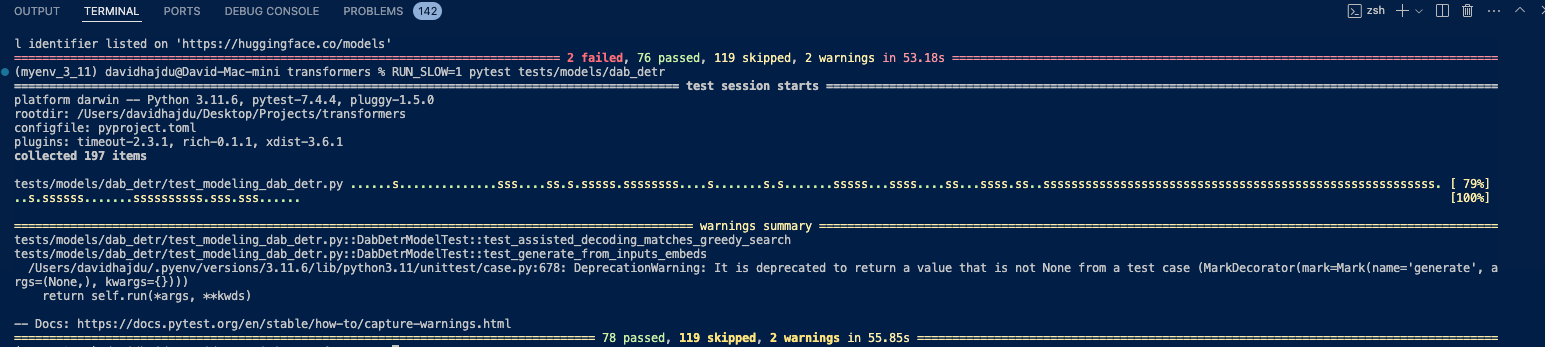 OUTPUT TERMINAL PORTS DEBUG CONSOLE PROBLEMS 142 zsh
l identifier listed on 'https://huggingface.co/models'
2 failed, 76 passed, 119 skipped, 2 warnings in 53.18s
(myenv_3_11) davidhajdu@David-Mac-mini transformers % RUN_SLOW=1 pytest tests/models/dab_detr
test session starts
platform darwin -- Python 3.11.6, pytest-7.4.4, pluggy-1.5.0
rootdir: /Users/davidhajdu/Desktop/Projects/transformers
configfile: pyproject.toml
plugins: timeout-2.3.1, rich-0.1.1, xdist-3.6.1
collected 197 items
tests/models/dab_detr/test_modeling_dab_detr.py ......s..............sss....ss.s.sssss.ssssssss....s.......s.s.......sssss...ssss....ss...ssss.ss..sssssssssssssssssssssssssssssssssssssssssssssssssssssss. [ 79%]
..s.ssssss.......ssssssssss.sss.sss...... [100%]
warnings summary
tests/models/dab_detr/test_modeling_dab_detr.py::DabDetrModelTest::test_assisted_decoding_matches_greedy_search
tests/models/dab_detr/test_modeling_dab_detr.py::DabDetrModelTest::test_generate_from_inputs_embeds
/Users/davidhajdu/.pyenv/versions/3.11.6/lib/python3.11/unittest/case.py:678: DeprecationWarning: It is deprecated to return a value that is not None from a test case (MarkDecorator(mark=Mark(name='generate', a
rgs=(None,), kwargs={})))
return self.run(*args, **kwds)
-- Docs: https://docs.pytest.org/en/stable/how-to/capture-warnings.html
78 passed, 119 skipped, 2 warnings in 55.85s